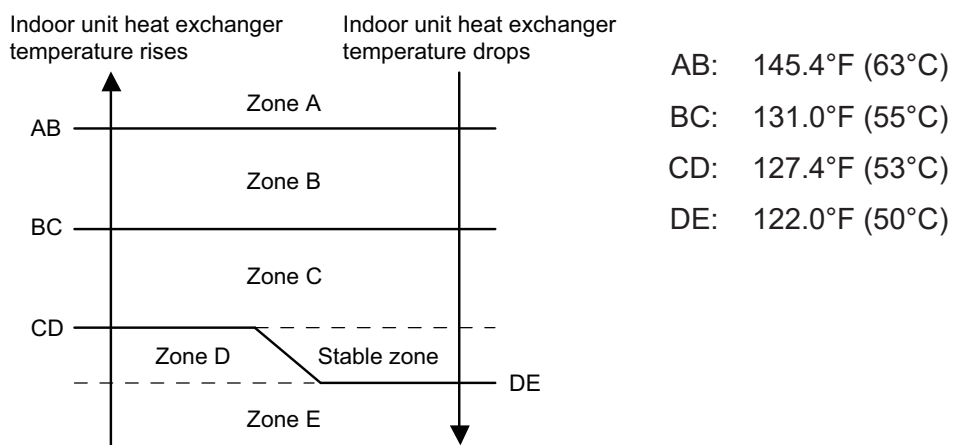 Indoor unit heat exchanger
temperature rises
Indoor unit heat exchanger
temperature drops
Zone A
AB
Zone B
BC
Zone C
CD
Zone D
Stable zone
DE
Zone E
AB: 145.4°F (63°C)
BC: 131.0°F (55°C)
CD: 127.4°F (53°C)
DE: 122.0°F (50°C)